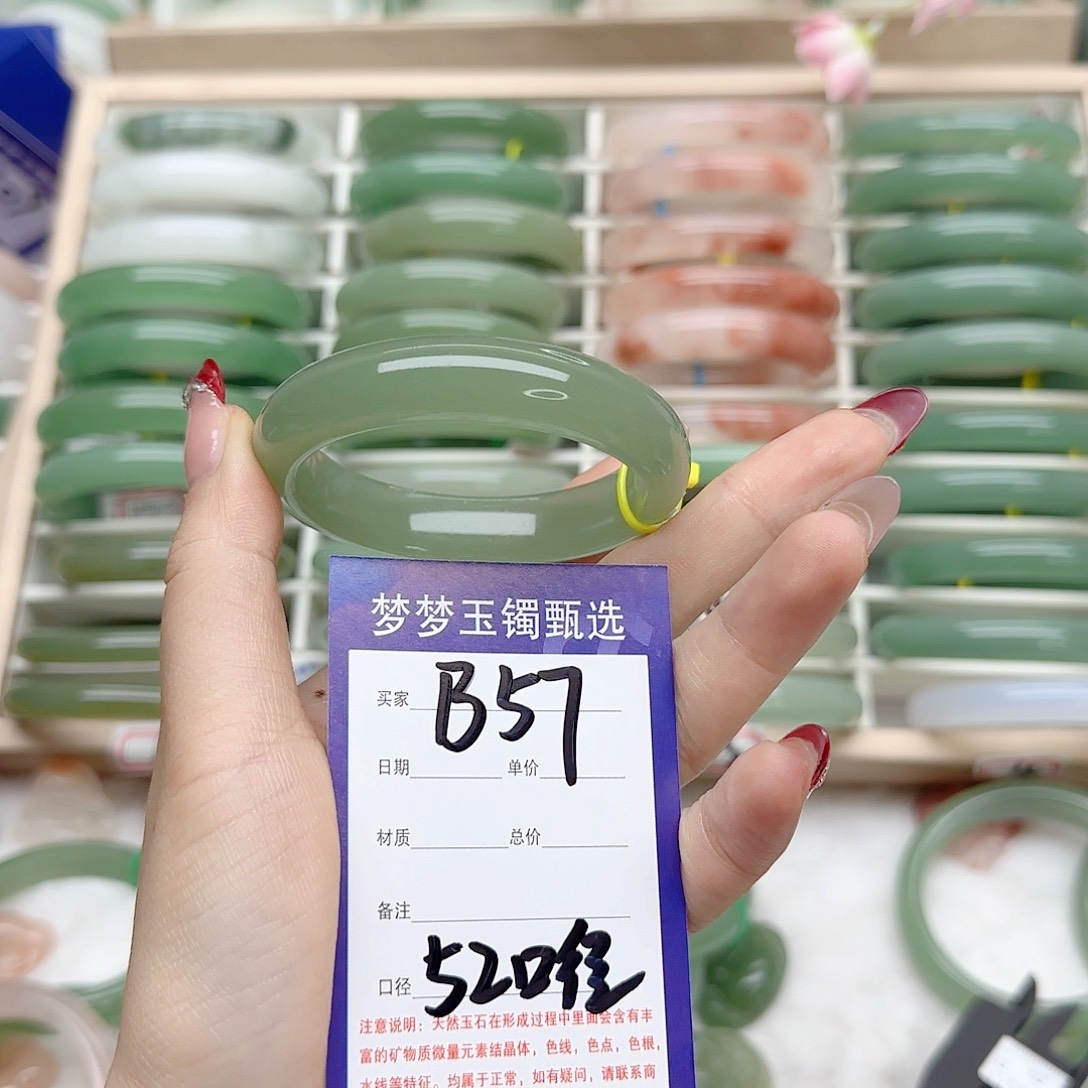 梦梦玉镯甄选
买家 B57
日期 单价
材质 总价
备注
口径 52口径
注意说明：天然玉石在形成过程中里面会含有丰
富的矿物质微量元素结晶体，色线，色点，色根，
水线等特征。均属于正常，如有疑问，请联系商